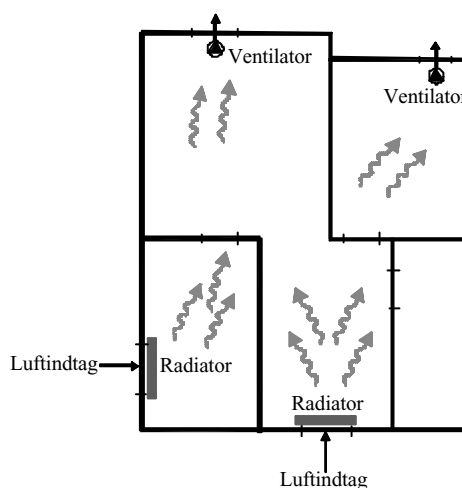 Ventilator
Ventilator
Luftindtag
Radiator
Radiator
Luftindtag